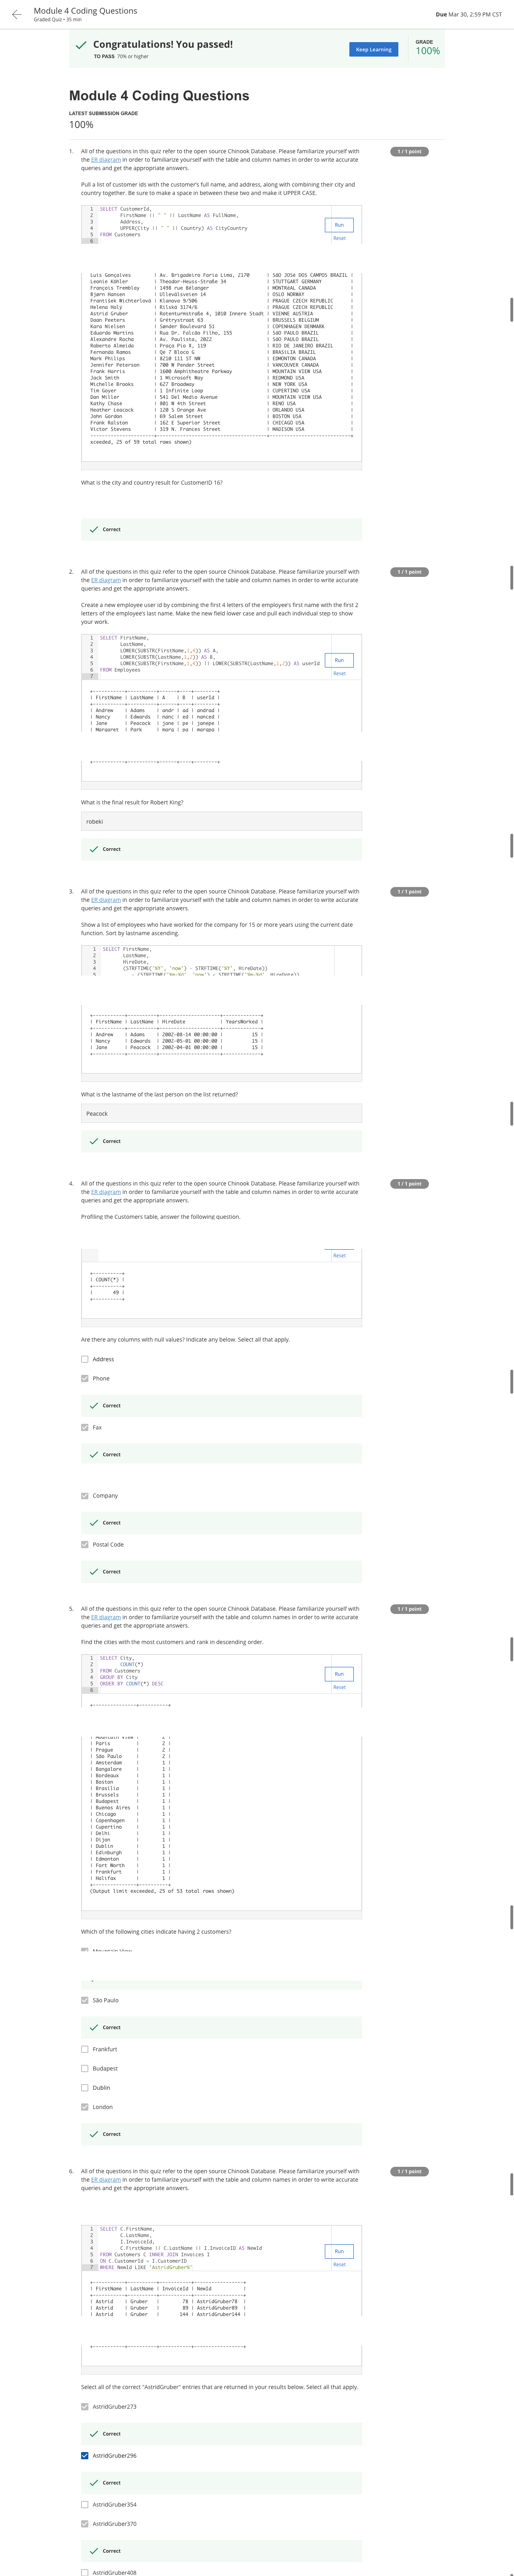 Module 4 Coding Questions
Graded Quiz • 35 min
Due Mar 30, 2:59 PM CST
Congratulations! You passed!
TO PASS 70% or higher
Keep Learning
GRADE
100%
Module 4 Coding Questions
LATEST SUBMISSION GRADE
100%
1. All of the questions in this quiz refer to the open source Chinook Database. Please familiarize yourself with
the ER diagram in order to familiarize yourself with the table and column names in order to write accurate
queries and get the appropriate answers.
1 / 1 point
Pull a list of customer ids with the customer's full name, and address, along with combining their city and
country together. Be sure to make a space in between these two and make it UPPER CASE.
1 SELECT CustomerId,
2 FirstName || " " || LastName AS FullName,
3 Address,
4 UPPER(City || " " || Country) AS CityCountry
5 FROM Customers
6
Run
Reset
Luís Gonçalves | Av. Brigadeiro Faria Lima, 2170 | SãO JOSé DOS CAMPOS BRAZIL |
Leonie Köhler | Theodor-Heuss-Straße 34 | STUTTGART GERMANY |
François Tremblay | 1498 rue Bélanger | MONTRéAL CANADA |
Bjørn Hansen | Ullevålsveien 14 | OSLO NORWAY |
František Wichterlová | Klanova 9/506 | PRAGUE CZECH REPUBLIC |
Helena Holý | Rilská 3174/6 | PRAGUE CZECH REPUBLIC |
Astrid Gruber | Rotenturmstraße 4, 1010 Innere Stadt | VIENNE AUSTRIA |
Daan Peeters | Grétrystraat 63 | BRUSSELS BELGIUM |
Kara Nielsen | Sønder Boulevard 51 | COPENHAGEN DENMARK |
Eduardo Martins | Rua Dr. Falcão Filho, 155 | SãO PAULO BRAZIL |
Alexandre Rocha | Av. Paulista, 2022 | SãO PAULO BRAZIL |
Roberto Almeida | Praça Pio X, 119 | RIO DE JANEIRO BRAZIL |
Fernanda Ramos | Qe 7 Bloco G | BRASíLIA BRAZIL |
Mark Philips | 8210 111 ST NW | EDMONTON CANADA |
Jennifer Peterson | 700 W Pender Street | VANCOUVER CANADA |
Frank Harris | 1600 Amphitheatre Parkway | MOUNTAIN VIEW USA |
Jack Smith | 1 Microsoft Way | REDMOND USA |
Michelle Brooks | 627 Broadway | NEW YORK USA |
Tim Goyer | 1 Infinite Loop | CUPERTINO USA |
Dan Miller | 541 Del Medio Avenue | MOUNTAIN VIEW USA |
Kathy Chase | 801 W 4th Street | RENO USA |
Heather Leacock | 120 S Orange Ave | ORLANDO USA |
John Gordon | 69 Salem Street | BOSTON USA |
Frank Ralston | 162 E Superior Street | CHICAGO USA |
Victor Stevens | 319 N. Frances Street | MADISON USA |
xceeded, 25 of 59 total rows shown)
What is the city and country result for CustomerID 16?
Correct
2. All of the questions in this quiz refer to the open source Chinook Database. Please familiarize yourself with
the ER diagram in order to familiarize yourself with the table and column names in order to write accurate
queries and get the appropriate answers.
1 / 1 point
Create a new employee user id by combining the first 4 letters of the employee's first name with the first 2
letters of the employee's last name. Make the new field lower case and pull each individual step to show
your work.
1 SELECT FirstName,
2 LastName,
3 LOWER(SUBSTR(FirstName,1,4)) AS A,
4 LOWER(SUBSTR(LastName,1,2)) AS B,
5 LOWER(SUBSTR(FirstName,1,4)) || LOWER(SUBSTR(LastName,1,2)) AS userId
6 FROM Employees
7
Run
Reset
| FirstName | LastName | A | B | userId |
| Andrew | Adams | andr | ad | andrad |
| Nancy | Edwards | nanc | ed | nanced |
| Jane | Peacock | jane | pe | janepe |
| Margaret | Park | marg | pa | margpa |
What is the final result for Robert King?
robeki
Correct
3. All of the questions in this quiz refer to the open source Chinook Database. Please familiarize yourself with
the ER diagram in order to familiarize yourself with the table and column names in order to write accurate
queries and get the appropriate answers.
1 / 1 point
Show a list of employees who have worked for the company for 15 or more years using the current date
function. Sort by lastname ascending.
1 SELECT FirstName,
2 LastName,
3 HireDate,
4 (STRFTIME('%Y', 'now') - STRFTIME('%Y', HireDate))
5 - (STRFTIME('%m-%d', 'now') < STRFTIME('%m-%d', HireDate))
| FirstName | LastName | HireDate | YearsWorked |
| Andrew | Adams | 2002-08-14 00:00:00 | 15 |
| Nancy | Edwards | 2002-05-01 00:00:00 | 15 |
| Jane | Peacock | 2002-04-01 00:00:00 | 15 |
What is the lastname of the last person on the list returned?
Peacock
Correct
4. All of the questions in this quiz refer to the open source Chinook Database. Please familiarize yourself with
the ER diagram in order to familiarize yourself with the table and column names in order to write accurate
queries and get the appropriate answers.
1 / 1 point
Profiling the Customers table, answer the following question.
Reset
| COUNT(*) |
| 49 |
Are there any columns with null values? Indicate any below. Select all that apply.
Address
Phone
Correct
Fax
Correct
Company
Correct
Postal Code
Correct
5. All of the questions in this quiz refer to the open source Chinook Database. Please familiarize yourself with
the ER diagram in order to familiarize yourself with the table and column names in order to write accurate
queries and get the appropriate answers.
1 / 1 point
Find the cities with the most customers and rank in descending order.
1 SELECT City,
2 COUNT(*)
3 FROM Customers
4 GROUP BY City
5 ORDER BY COUNT(*) DESC
6
Run
Reset
| Mountain View | 2 |
| Paris | 2 |
| Prague | 2 |
| São Paulo | 2 |
| Amsterdam | 1 |
| Bangalore | 1 |
| Bordeaux | 1 |
| Boston | 1 |
| Brasília | 1 |
| Brussels | 1 |
| Budapest | 1 |
| Buenos Aires | 1 |
| Chicago | 1 |
| Copenhagen | 1 |
| Cupertino | 1 |
| Delhi | 1 |
| Dijon | 1 |
| Dublin | 1 |
| Edinburgh | 1 |
| Edmonton | 1 |
| Fort Worth | 1 |
| Frankfurt | 1 |
| Halifax | 1 |
(Output limit exceeded, 25 of 53 total rows shown)
Which of the following cities indicate having 2 customers?
Mountain View
São Paulo
Correct
Frankfurt
Budapest
Dublin
London
Correct
6. All of the questions in this quiz refer to the open source Chinook Database. Please familiarize yourself with
the ER diagram in order to familiarize yourself with the table and column names in order to write accurate
queries and get the appropriate answers.
1 / 1 point
1 SELECT C.FirstName,
2 C.LastName,
3 I.InvoiceId,
4 C.FirstName || C.LastName || I.InvoiceID AS NewId
5 FROM Customers C INNER JOIN Invoices I
6 ON C.CustomerId = I.CustomerID
7 WHERE NewId LIKE 'AstridGruber%'
Run
Reset
| FirstName | LastName | InvoiceId | NewId |
| Astrid | Gruber | 78 | AstridGruber78 |
| Astrid | Gruber | 89 | AstridGruber89 |
| Astrid | Gruber | 144 | AstridGruber144 |
Select all of the correct "AstridGruber" entries that are returned in your results below. Select all that apply.
AstridGruber273
Correct
AstridGruber296
Correct
AstridGruber354
AstridGruber370
Correct
AstridGruber408